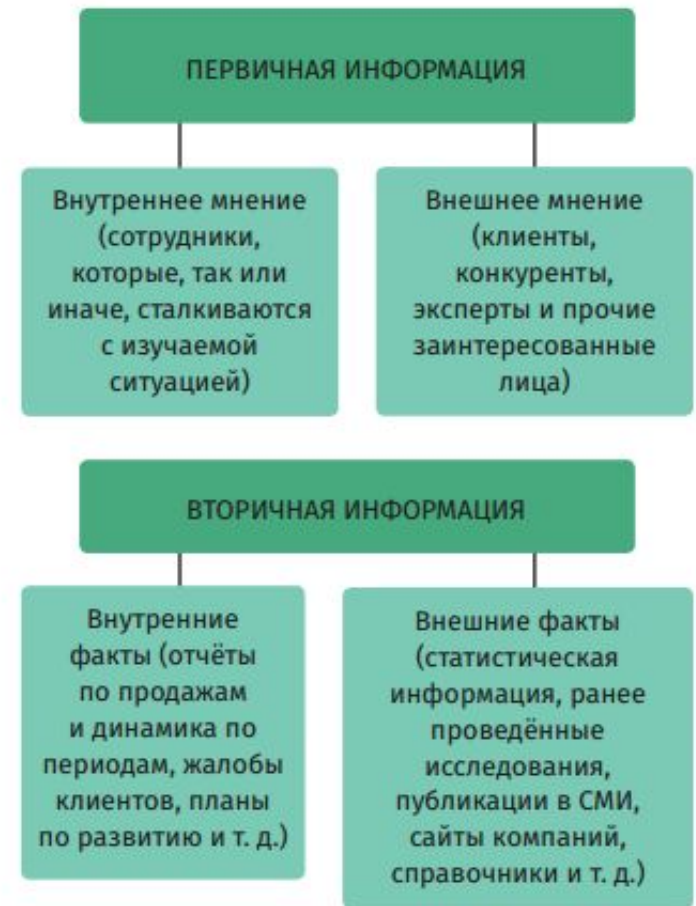 ПЕРВИЧНАЯ ИНФОРМАЦИЯ
Внутреннее мнение
(сотрудники,
которые, так или
иначе, сталкиваются
с изучаемой
ситуацией)
Внешнее мнение
(клиенты,
конкуренты,
эксперты и прочие
заинтересованные
лица)
ВТОРИЧНАЯ ИНФОРМАЦИЯ
Внутренние
факты (отчёты
по продажам
и динамика по
периодам, жалобы
клиентов, планы
по развитию и т. д.)
Внешние факты
(статистическая
информация, ранее
проведённые
исследования,
публикации в СМИ,
сайты компаний,
справочники и т. д.)